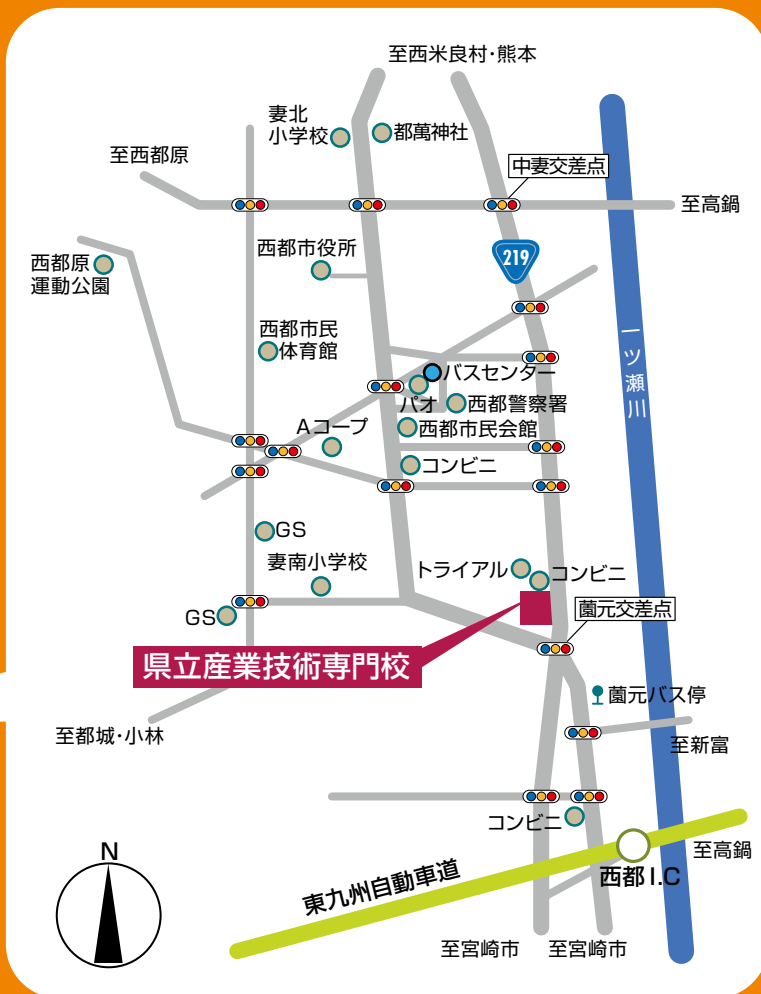 至西米良村・熊本
妻北
小学校
都萬神社
至西都原
中妻交差点
至高鍋
西都原
運動公園
西都市役所
219
一ツ瀬川
西都市民
体育館
バスセンター
パオ
西都警察署
Aコープ
西都市民会館
コンビニ
GS
妻南小学校
トライアル
コンビニ
GS
薗元交差点
県立産業技術専門校
薗元バス停
至都城・小林
至新富
コンビニ
N
至高鍋
西都I.C
東九州自動車道
至宮崎市
至宮崎市